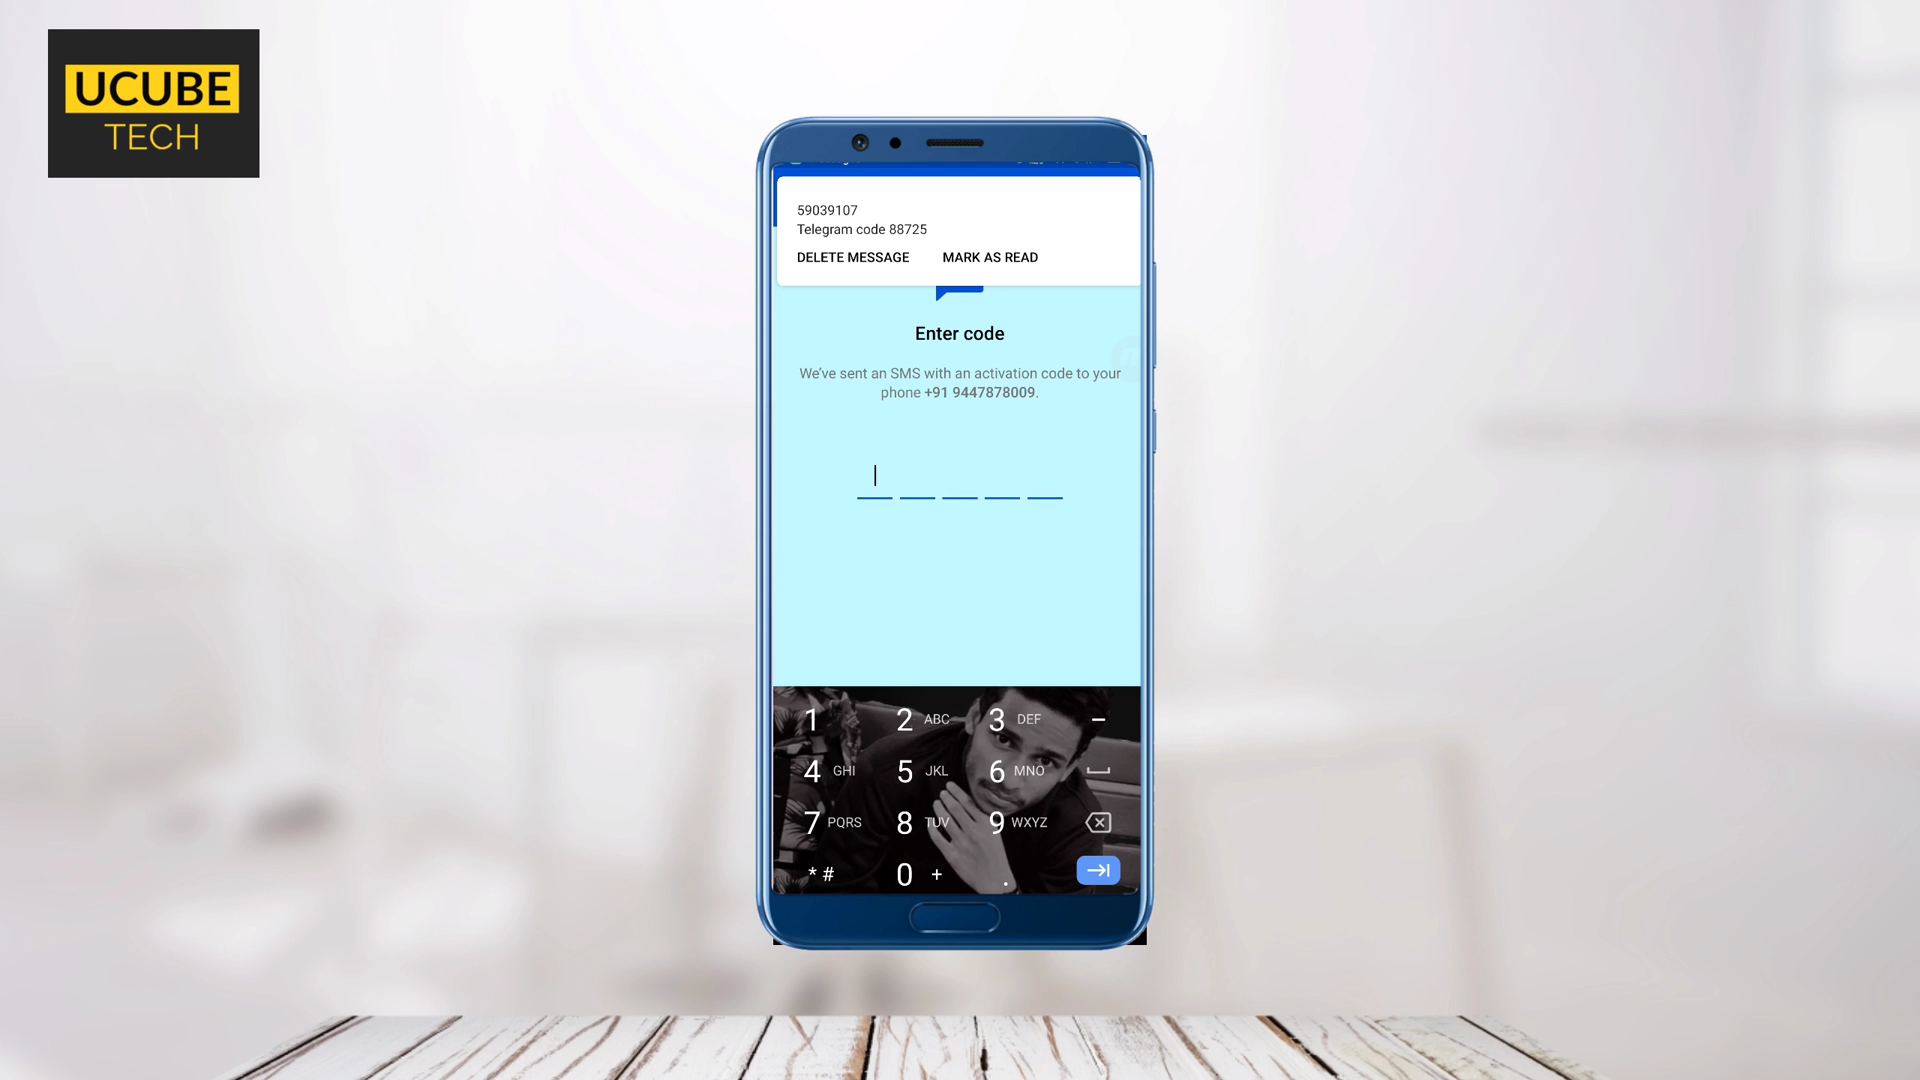 UCUBE
TECH
59039107
Telegram code 88725
DELETE MESSAGE MARK AS READ
Enter code
We've sent an SMS with an activation code to your
phone +91 9447878009.
1 2 ABC 3 DEF –
4 GHI 5 JKL 6 MNO
7 PQRS 8 TUV 9 WXYZ
* # 0 + .